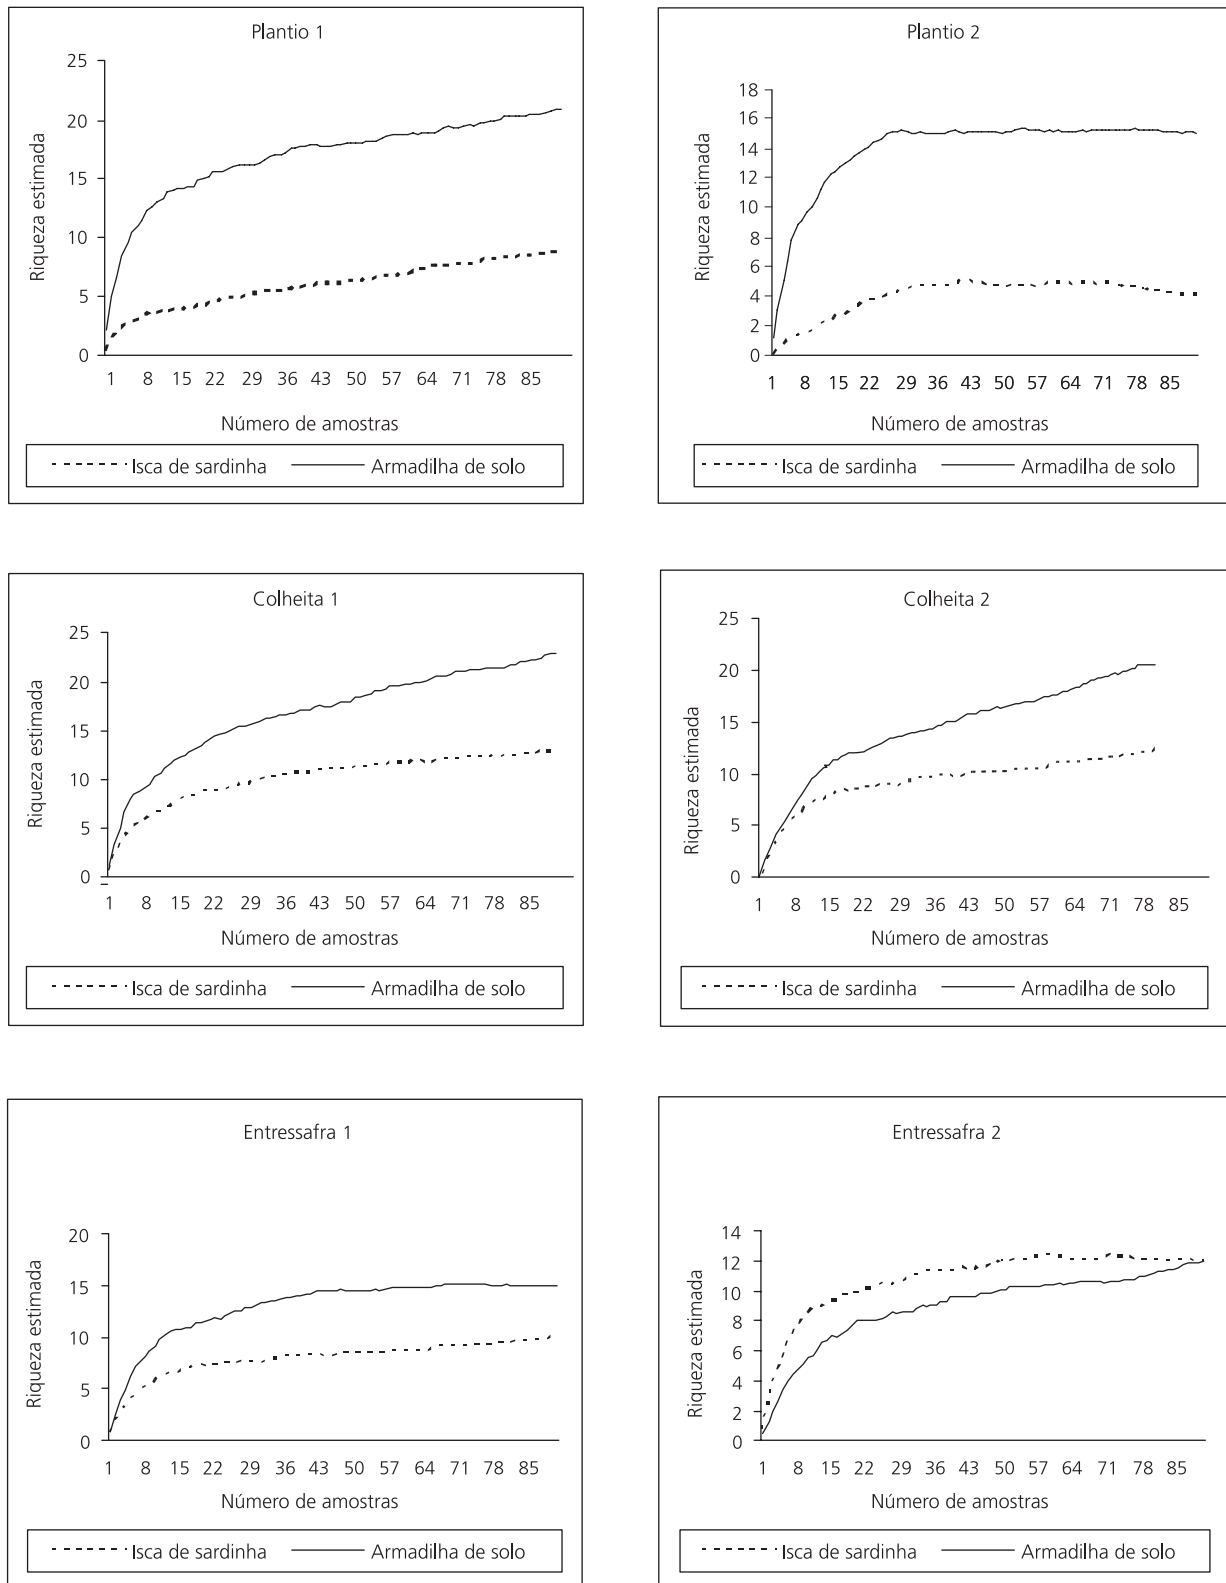 Plantio 1
25
20
15
10
5
0
Riqueza estimada
1 8 15 22 29 36 43 50 57 64 71 78 85
Número de amostras
Isca de sardinha Armadilha de solo
Plantio 2
18
16
14
12
10
8
6
4
2
0
Riqueza estimada
1 8 15 22 29 36 43 50 57 64 71 78 85
Número de amostras
Isca de sardinha Armadilha de solo
Colheita 1
25
20
15
10
5
0
Riqueza estimada
1 8 15 22 29 36 43 50 57 64 71 78 85
Número de amostras
Isca de sardinha Armadilha de solo
Colheita 2
25
20
15
10
5
0
Riqueza estimada
1 8 15 22 29 36 43 50 57 64 71 78 85
Número de amostras
Isca de sardinha Armadilha de solo
Entressafra 1
20
15
10
5
0
Riqueza estimada
1 8 15 22 29 36 43 50 57 64 71 78 85
Número de amostras
Isca de sardinha Armadilha de solo
Entressafra 2
14
12
10
8
6
4
2
0
Riqueza estimada
1 8 15 22 29 36 43 50 57 64 71 78 85
Número de amostras
Isca de sardinha Armadilha de solo